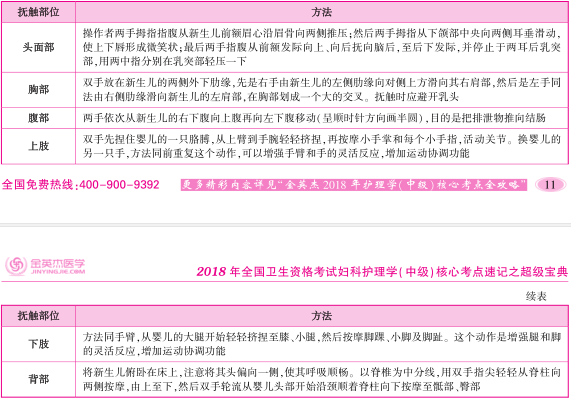 抚触部位 方法
头面部 操作者两手拇指指腹从新生儿前额眉心沿眉骨向两侧推压;然后两手拇指从下颌部中央向两侧耳垂滑动,
使上下唇形成微笑状;最后两手指腹从前额发际向上、向后抚向脑后,至后下发际,并停止于两耳后乳突
部,用两中指分别在乳突部轻压一下
胸部 双手放在新生儿的两侧外下肋缘,先是右手由新生儿的左侧肋缘向对侧上方滑向其右肩部,然后是左手同
法由右侧肋缘滑向新生儿的左肩部,在胸部划成一个大的交叉。抚触时应避开乳头
腹部 两手依次从新生儿的右下腹向上腹再向左下腹移动(呈顺时针方向画半圆),目的是把排泄物推向结肠
上肢 双手先捏住婴儿的一只胳膊,从上臂到手腕轻轻挤捏,再按摩小手掌和每个小手指,活动关节。换婴儿的
另一只手,方法同前重复这个动作,可以增强手臂和手的灵活反应,增加运动协调功能
全国免费热线:400-900-9392 更多精彩内容详见“金英杰2018年护理学(中级)核心考点全攻略” 11
金英杰医学
JINYINGJIE.COM
2018年全国卫生资格考试妇科护理学(中级)核心考点速记之超级宝典
续表
抚触部位 方法
下肢 方法同手臂,从婴儿的大腿开始轻轻挤捏至膝、小腿,然后按摩脚踝、小脚及脚趾。这个动作是增强腿和脚
的灵活反应,增加运动协调功能
背部 将新生儿俯卧在床上,注意将其头偏向一侧,使其呼吸顺畅。以脊椎为中分线,用双手指尖轻轻从脊柱向
两侧按摩,由上至下,然后双手轮流从婴儿头部开始沿颈顺着脊柱向下按摩至骶部、臀部